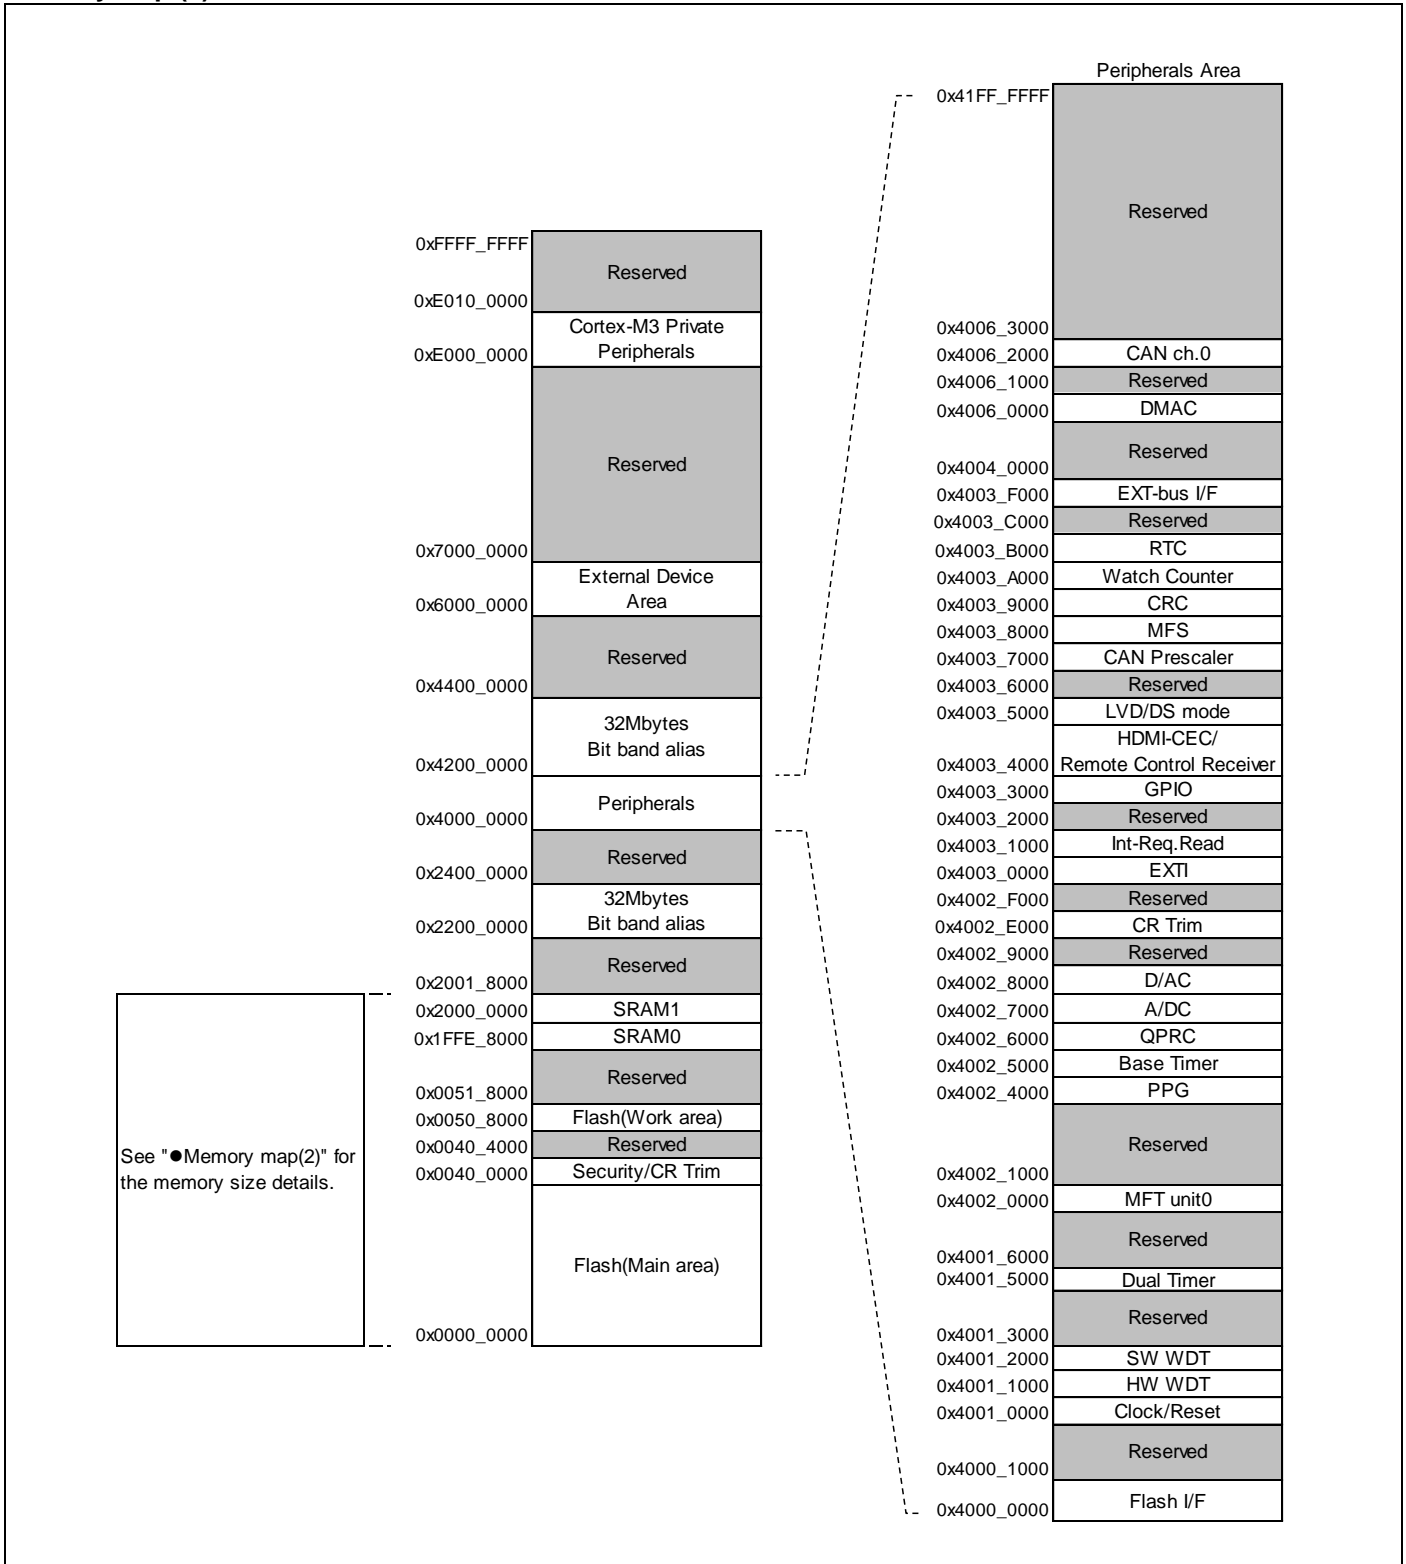 See "●Memory map(2)" for
the memory size details.
0xFFFF_FFFF
Reserved
0xE010_0000
Cortex-M3 Private
Peripherals
0xE000_0000
Reserved
0x7000_0000
External Device
Area
0x6000_0000
Reserved
0x4400_0000
32Mbytes
Bit band alias
0x4200_0000
Peripherals
0x4000_0000
Reserved
0x2400_0000
32Mbytes
Bit band alias
0x2200_0000
Reserved
0x2001_8000
0x2000_0000 SRAM1
0x1FFE_8000 SRAM0
Reserved
0x0051_8000
0x0050_8000 Flash(Work area)
0x0040_4000 Reserved
0x0040_0000 Security/CR Trim
Flash(Main area)
0x0000_0000
Peripherals Area
0x41FF_FFFF
Reserved
0x4006_3000
0x4006_2000 CAN ch.0
0x4006_1000 Reserved
0x4006_0000 DMAC
Reserved
0x4004_0000
0x4003_F000 EXT-bus I/F
0x4003_C000 Reserved
0x4003_B000 RTC
0x4003_A000 Watch Counter
0x4003_9000 CRC
0x4003_8000 MFS
0x4003_7000 CAN Prescaler
0x4003_6000 Reserved
0x4003_5000 LVD/DS mode
HDMI-CEC/
0x4003_4000 Remote Control Receiver
0x4003_3000 GPIO
0x4003_2000 Reserved
0x4003_1000 Int-Req.Read
0x4003_0000 EXTI
0x4002_F000 Reserved
0x4002_E000 CR Trim
0x4002_9000 Reserved
0x4002_8000 D/AC
0x4002_7000 A/DC
0x4002_6000 QPRC
0x4002_5000 Base Timer
0x4002_4000 PPG
Reserved
0x4002_1000
0x4002_0000 MFT unit0
Reserved
0x4001_6000
0x4001_5000 Dual Timer
Reserved
0x4001_3000
0x4001_2000 SW WDT
0x4001_1000 HW WDT
0x4001_0000 Clock/Reset
Reserved
0x4000_1000
0x4000_0000 Flash I/F